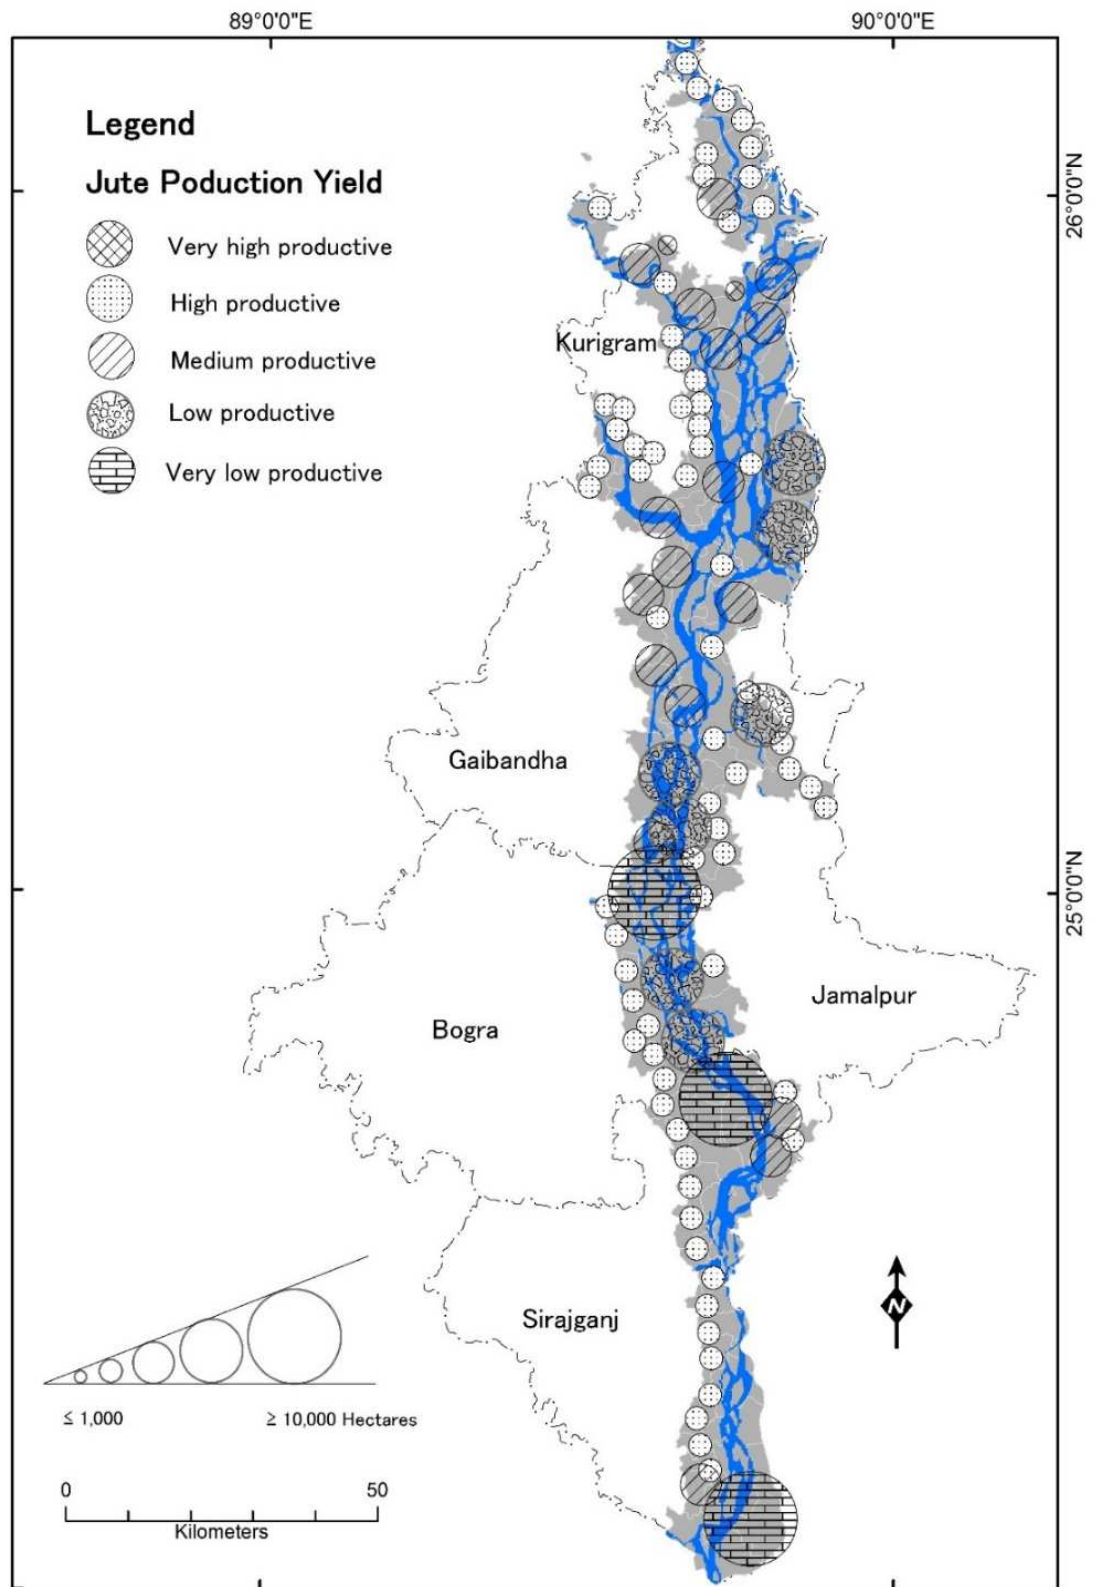 89°0'0"E
90°0'0"E
Legend
Jute Poduction Yield
Very high productive
High productive
Medium productive
Low productive
Very low productive
26°0'0"N
Kurigram
Gaibandha
25°0'0"N
Jamalpur
Bogra
Sirajganj
N
≤ 1,000
≥ 10,000 Hectares
0
50
Kilometers